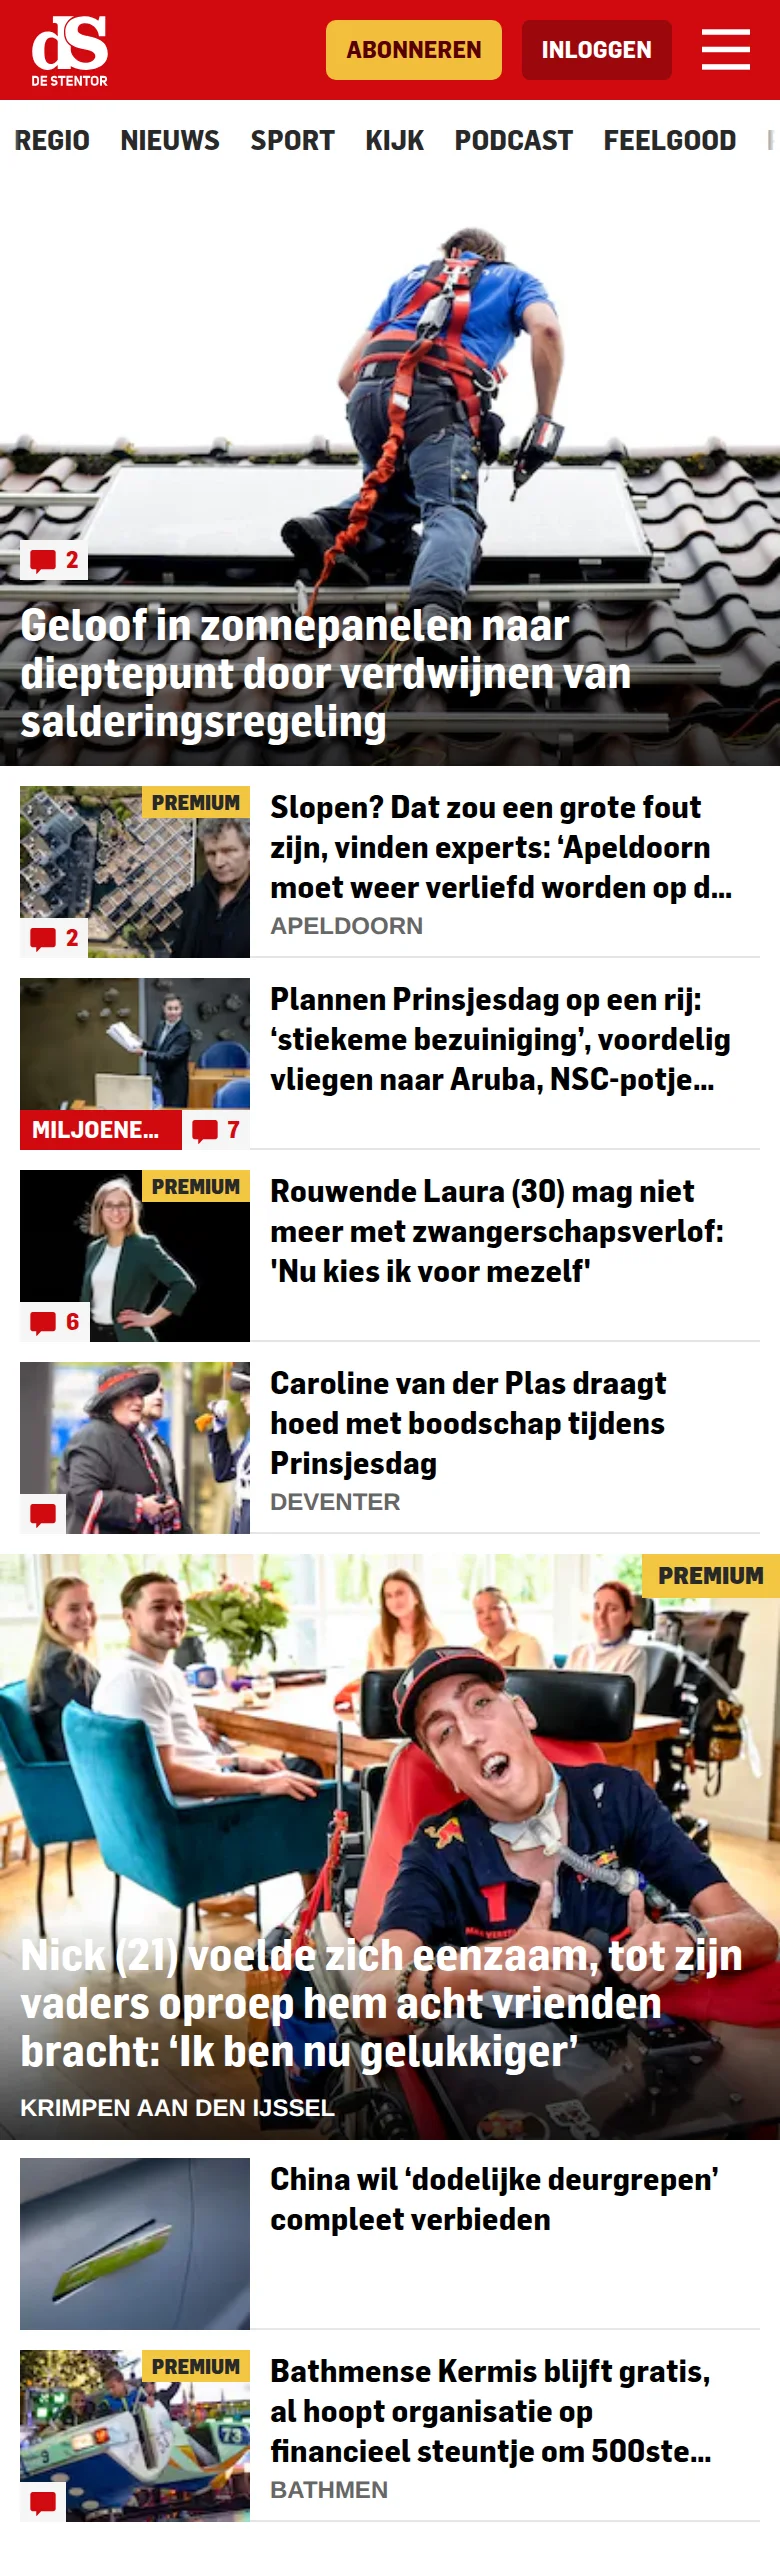 dS
DE STENTOR
ABONNEREN
INLOGGEN
REGIO NIEUWS SPORT KIJK PODCAST FEELGOOD
2
Geloof in zonnepanelen naar
dieptepunt door verdwijnen van
salderingsregeling
PREMIUM
2
Slopen? Dat zou een grote fout
zijn, vinden experts: ‘Apeldoorn
moet weer verliefd worden op d...
APELDOORN
MILJOENE...
7
Plannen Prinsjesdag op een rij:
‘stiekeme bezuiniging’, voordelig
vliegen naar Aruba, NSC-potje...
PREMIUM
6
Rouwende Laura (30) mag niet
meer met zwangerschapsverlof:
'Nu kies ik voor mezelf'
Caroline van der Plas draagt
hoed met boodschap tijdens
Prinsjesdag
DEVENTER
PREMIUM
Nick (21) voelde zich eenzaam, tot zijn
vaders oproep hem acht vrienden
bracht: ‘Ik ben nu gelukkiger’
KRIMPEN AAN DEN IJSSEL
China wil ‘dodelijke deurgrepen’
compleet verbieden
PREMIUM
9
73
Bathmense Kermis blijft gratis,
al hoopt organisatie op
financieel steuntje om 500ste...
BATHMEN